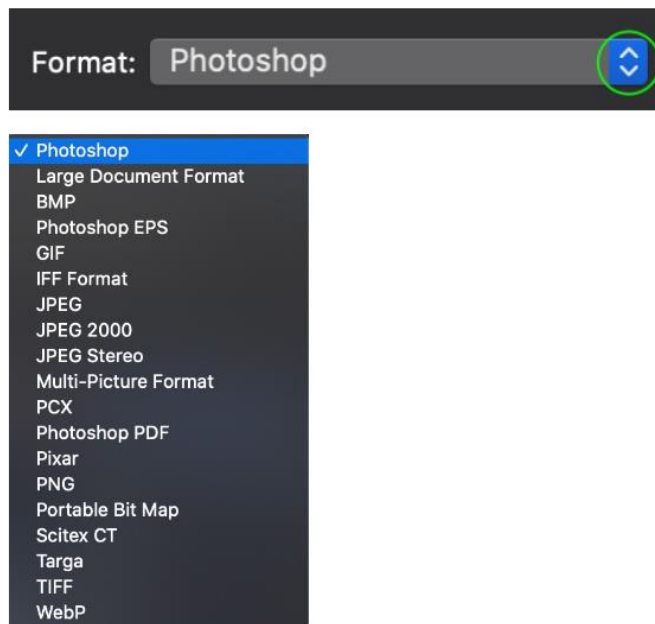 Format: Photoshop
✓ Photoshop
Large Document Format
BMP
Photoshop EPS
GIF
IFF Format
JPEG
JPEG 2000
JPEG Stereo
Multi-Picture Format
PCX
Photoshop PDF
Pixar
PNG
Portable Bit Map
Scitex CT
Targa
TIFF
WebP